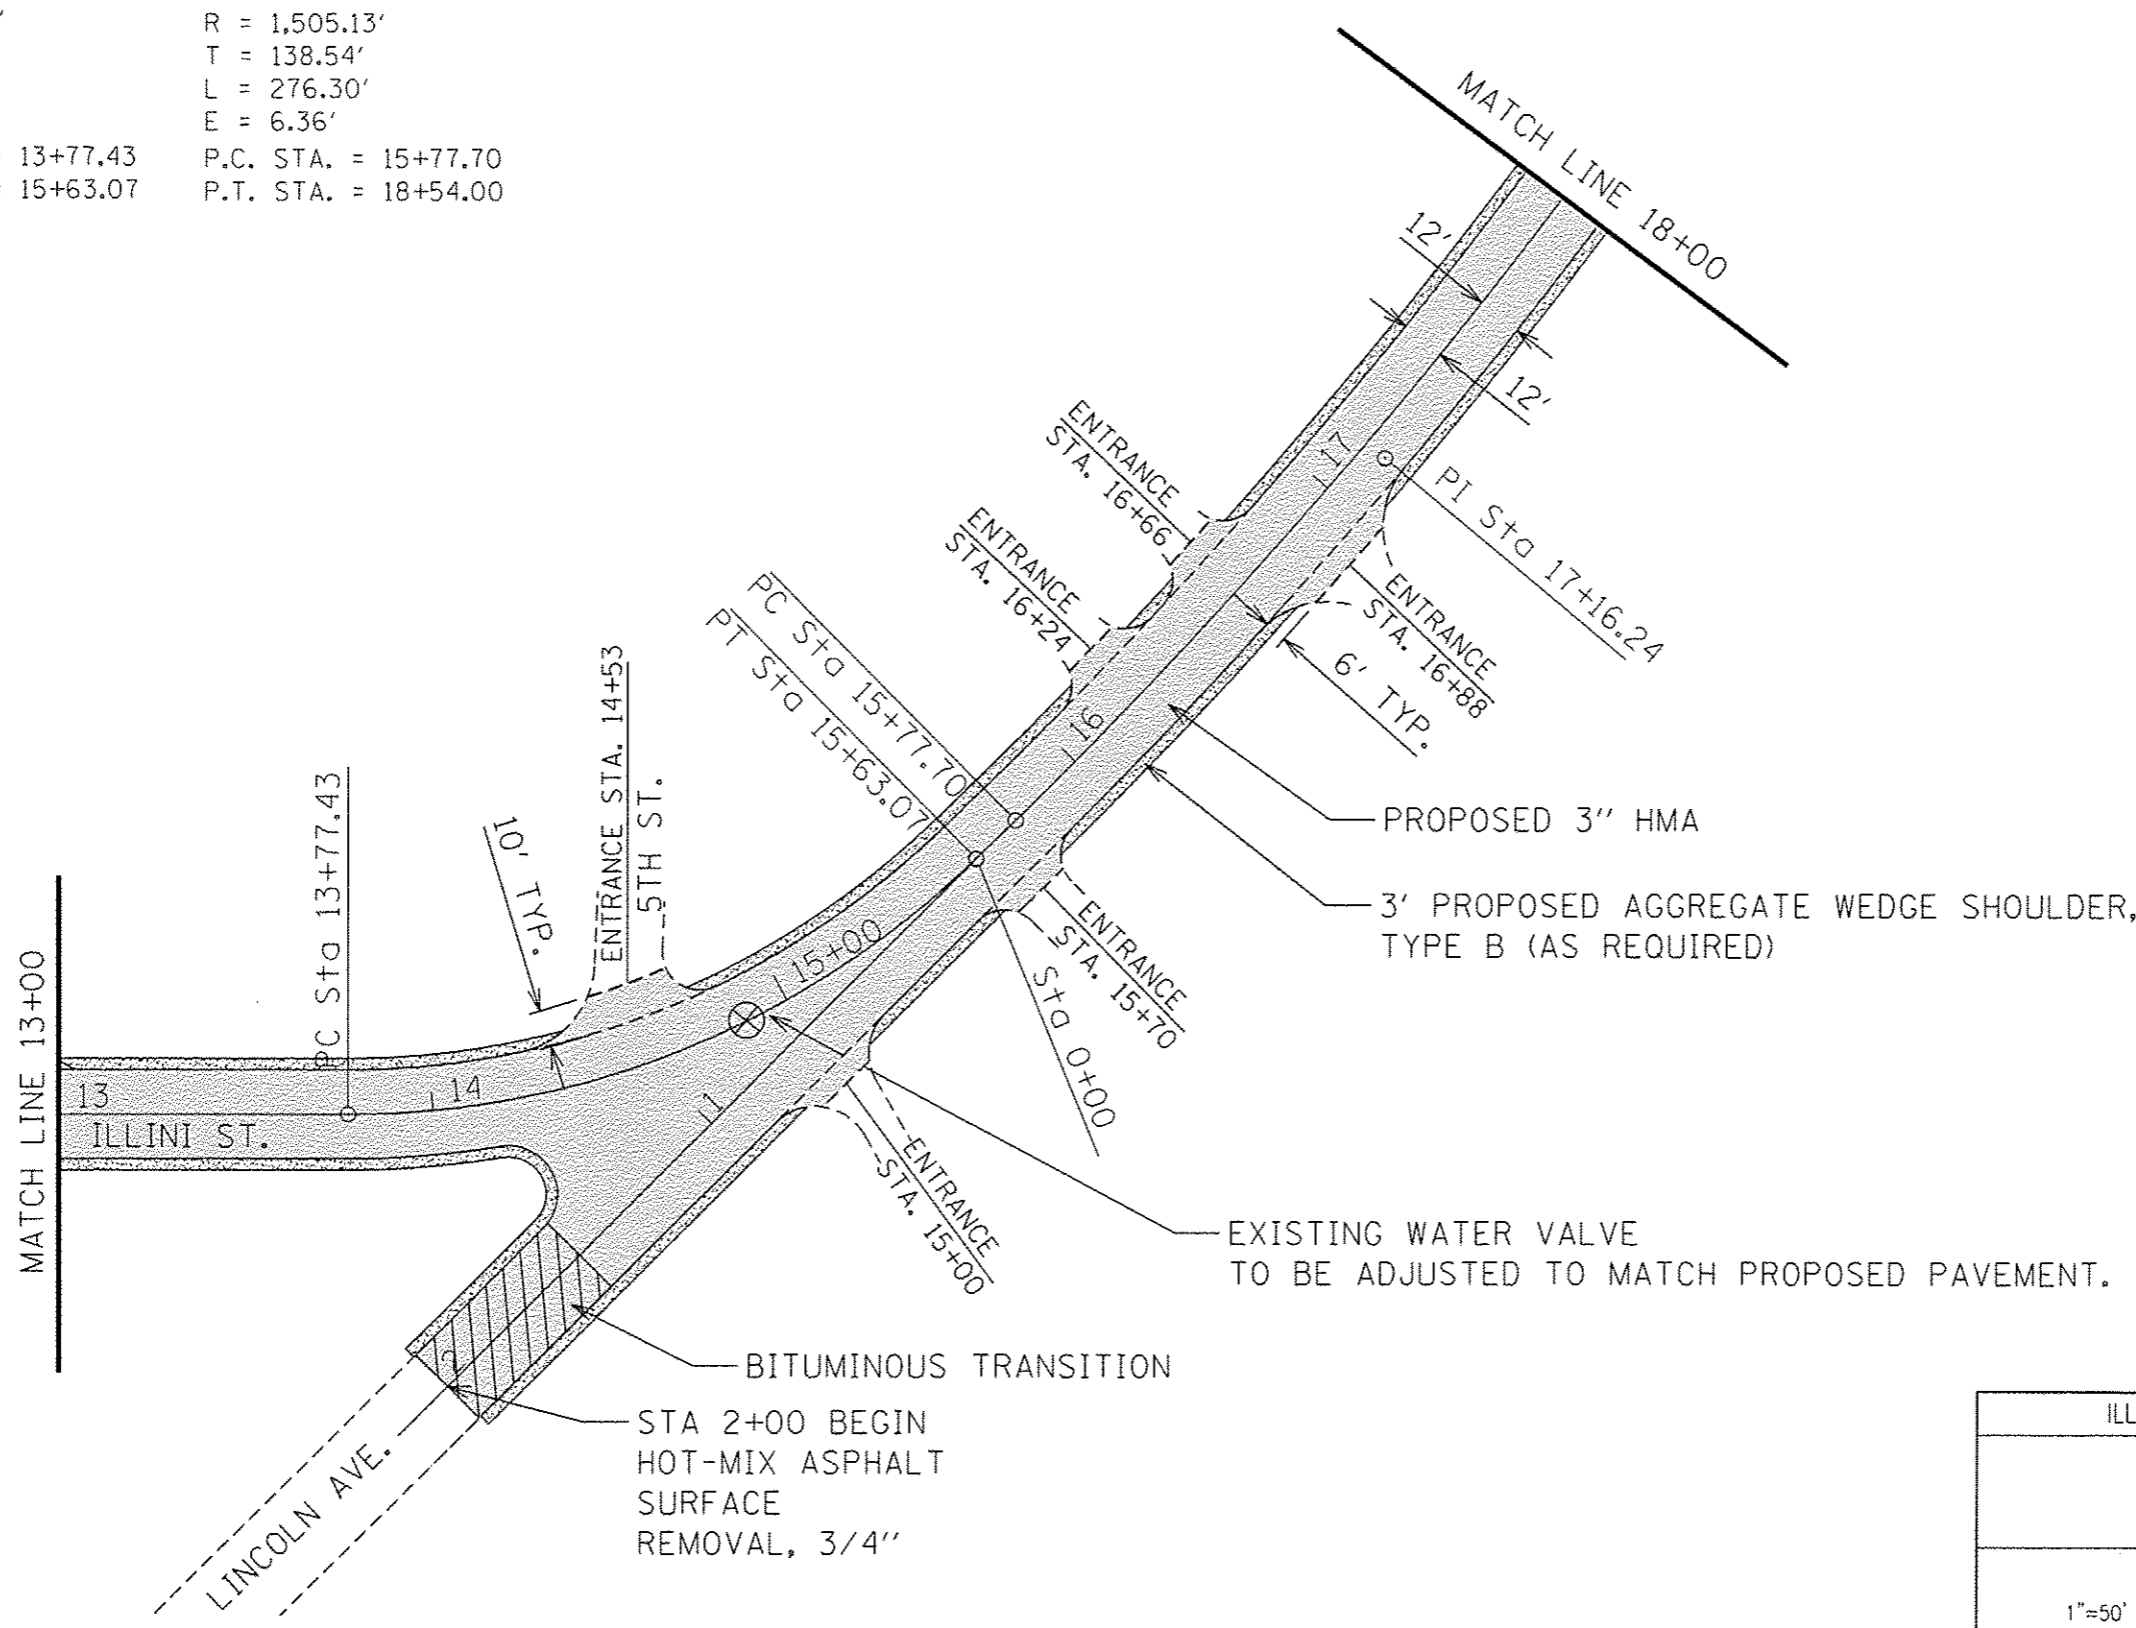 R = 1,505.13'
T = 138.54'
L = 276.30'
E = 6.36'
13+77.43 P.C. STA. = 15+77.70
15+63.07 P.T. STA. = 18+54.00
MATCH LINE 18+00
12'
12'
17
PI Sta 17+16.24
ENTRANCE
STA. 16+66
ENTRANCE
STA. 16+24
ENTRANCE
STA. 16+88
6' TYP.
PC Sta 15+77.70
PT Sta 15+63.07
16
ENTRANCE STA. 14+53
5TH ST.
10' TYP.
PC Sta 13+77.43
PROPOSED 3" HMA
3' PROPOSED AGGREGATE WEDGE SHOULDER,
TYPE B (AS REQUIRED)
ENTRANCE
STA. 15+70
Sta 0+00
15+00
MATCH LINE 13+00
13
14
ILLINI ST.
1
ENTRANCE
STA. 15+00
EXISTING WATER VALVE
TO BE ADJUSTED TO MATCH PROPOSED PAVEMENT.
BITUMINOUS TRANSITION
2
STA 2+00 BEGIN
HOT-MIX ASPHALT
SURFACE
REMOVAL, 3/4"
LINCOLN AVE.
ILL
1"=50'